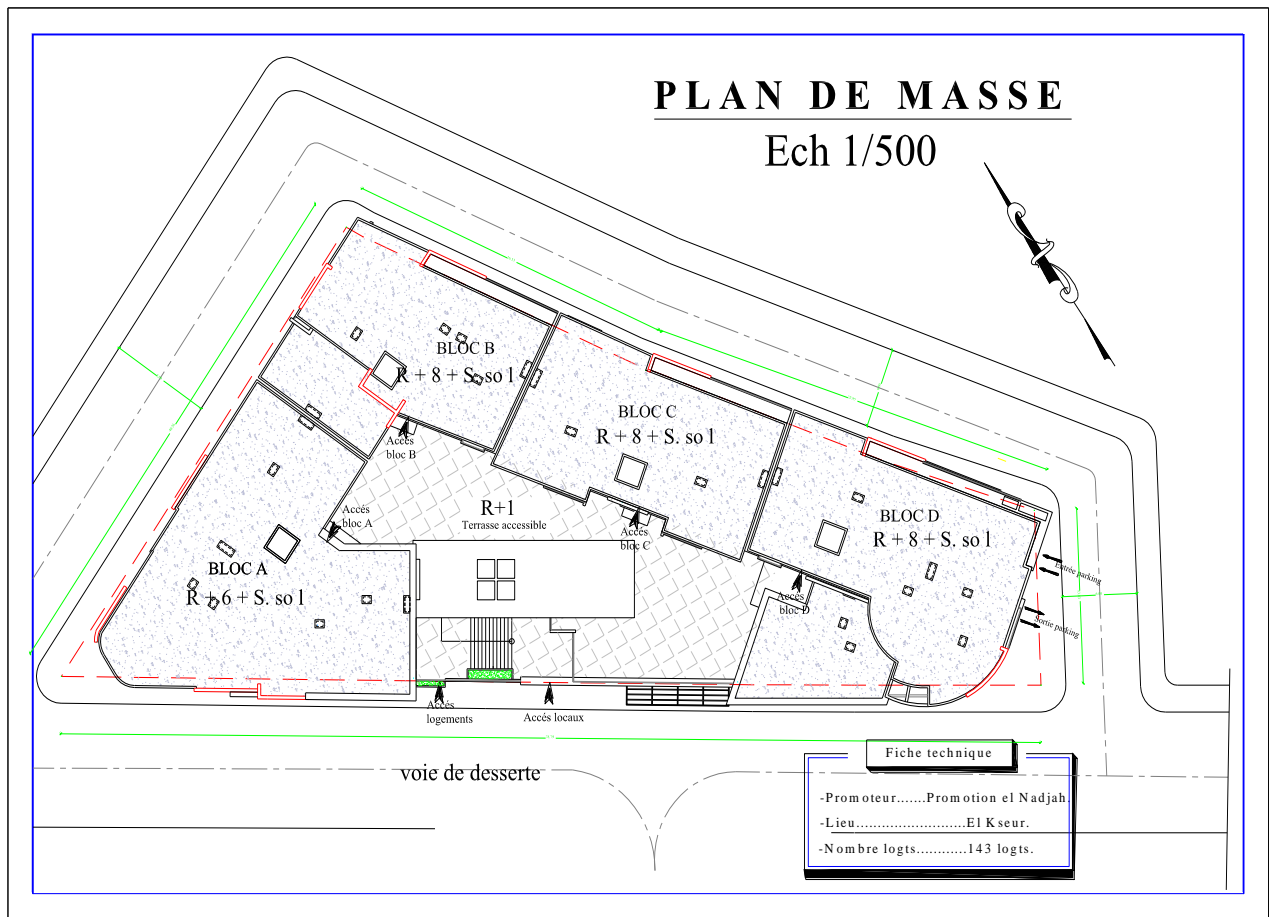 PLAN DE MASSE
Ech 1/500
BLOC B
R + 8 + S. so l
BLOC C
R + 8 + S. so l
Accés
bloc B
R+1
Terrasse accessible
Accés
bloc A
Accés
bloc C
BLOC D
R + 8 + S. so l
BLOC A
R + 6 + S. so l
Entrée parking
Accés
bloc D
Sortie parking
Accés
logements
Accés locaux
voie de desserte
Fiche technique
-Promoteur.......Promotion el Nadjah.
-Lieu.........................El Kseur.
-Nombre logts............143 logts.